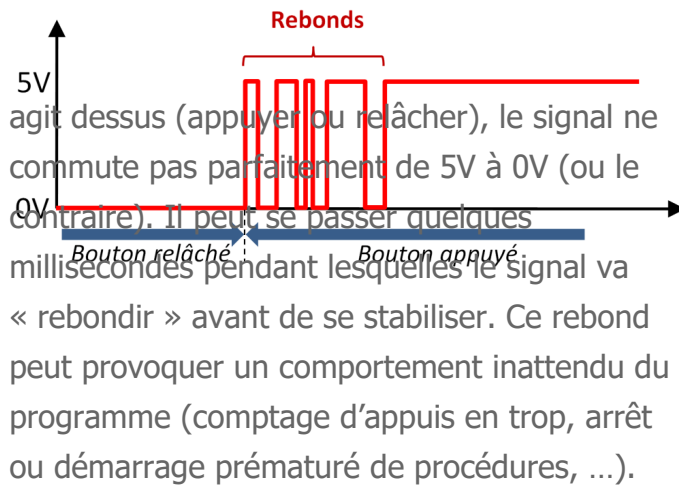 Rebonds
5V
agit dessus (appuyer ou relâcher), le signal ne
commute pas parfaitement de 5V à 0V (ou le
0V
contraire). Il peut se passer quelques
Bouton relâché
Bouton appuyé
millisecondes pendant lesquelles le signal va
« rebondir » avant de se stabiliser. Ce rebond
peut provoquer un comportement inattendu du
programme (comptage d’appuis en trop, arrêt
ou démarrage prématuré de procédures, …).